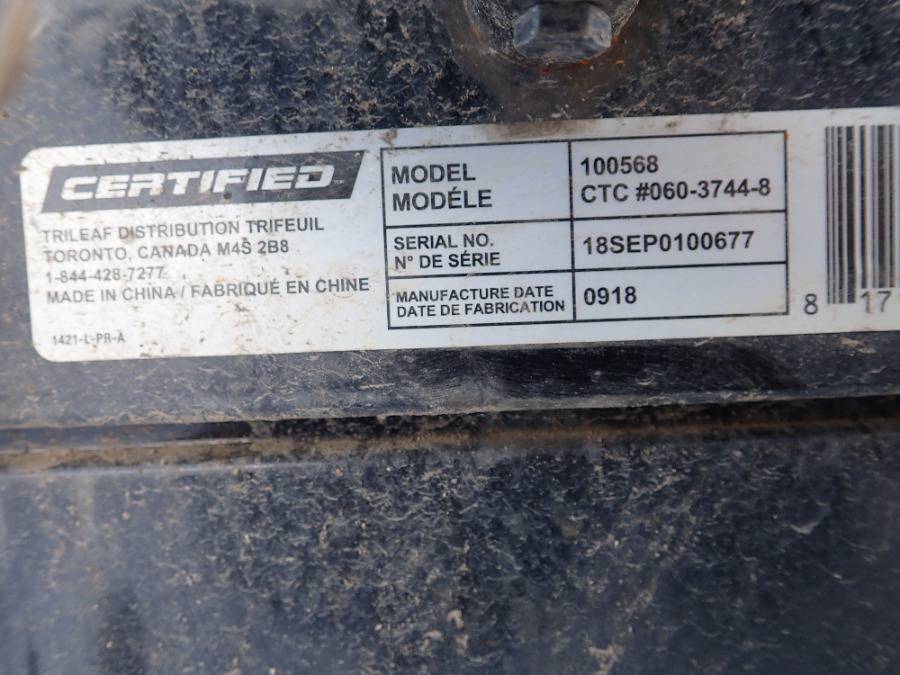 CERTIFIED
TRILEAF DISTRIBUTION TRIFEUIL
TORONTO, CANADA M4S 2B8
1-844-428-7277
MADE IN CHINA / FABRIQUÉ EN CHINE
1421-L-PR-A
MODEL
MODÉLE
100568
CTC #060-3744-8
SERIAL NO.
N° DE SÉRIE
18SEP0100677
MANUFACTURE DATE
DATE DE FABRICATION
0918
8 17